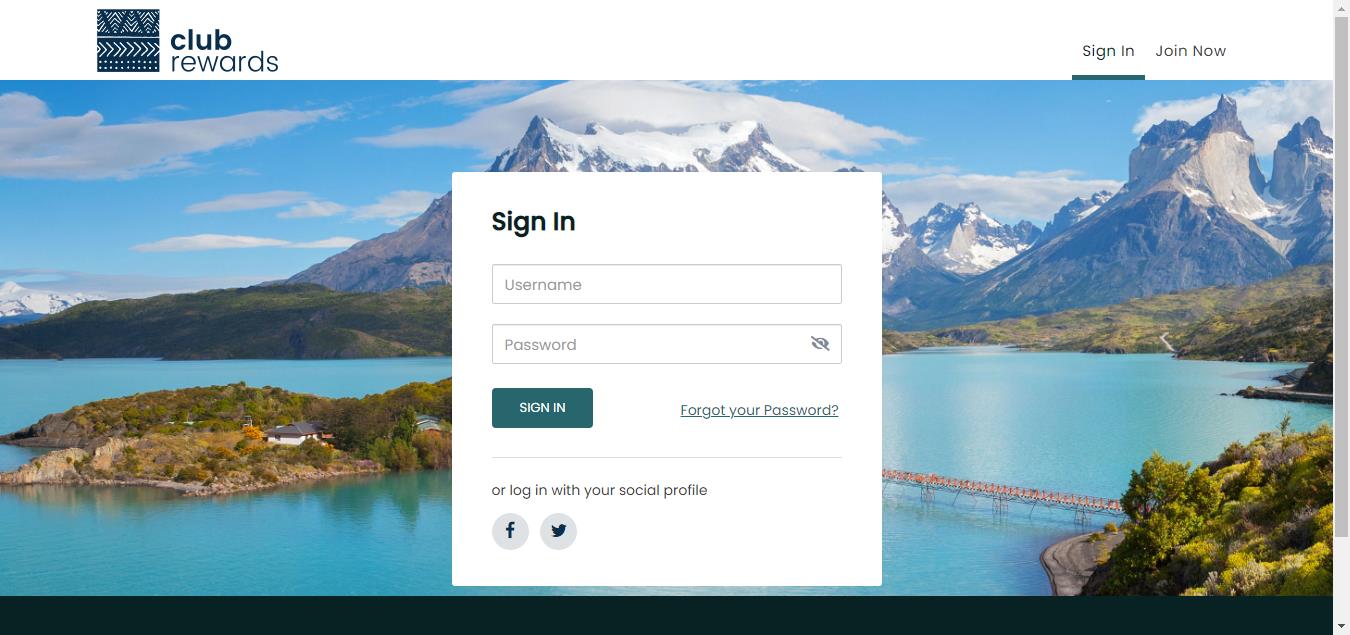 club
rewards
Sign In
Join Now
Sign In
Username
Password
SIGN IN
Forgot your Password?
or log in with your social profile